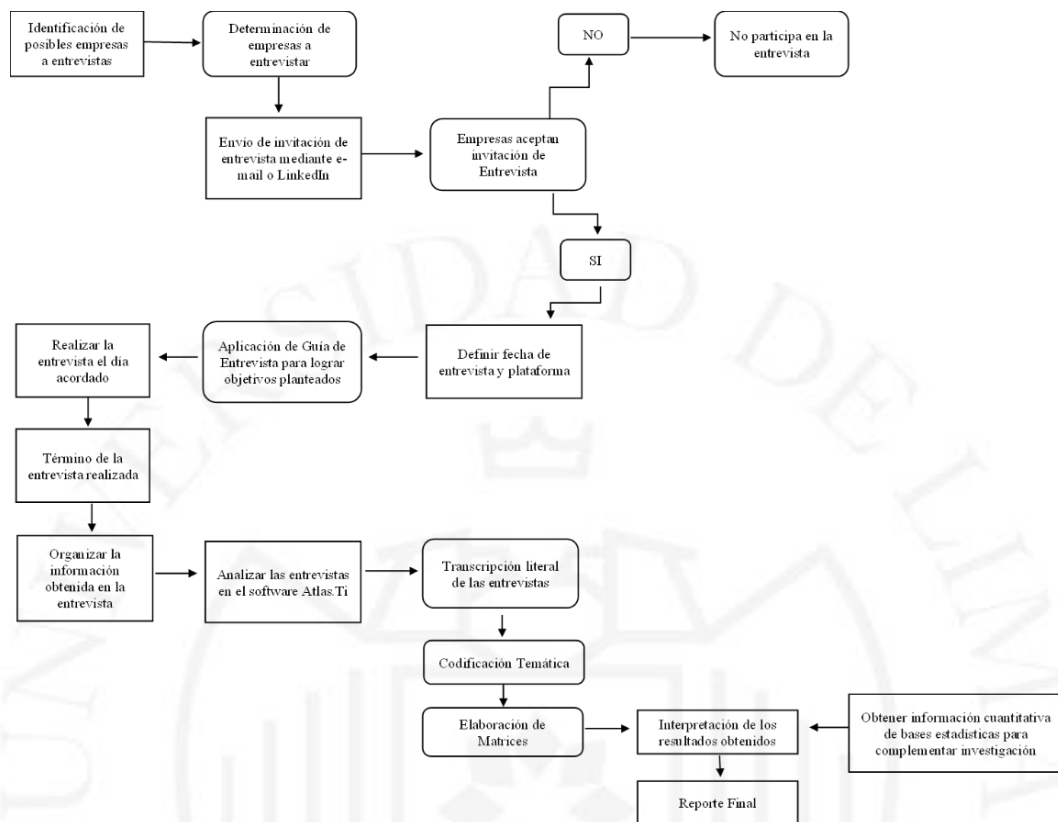 Identificación de
posibles empresas
a entrevistas
Determinación de
empresas a
entrevistar
NO
No participa en la
entrevista
Envío de invitación de
entrevista mediante e-
mail o LinkedIn
Empresas aceptan
invitación de
Entrevista
SI
Realizar la
entrevista el día
acordado
Aplicación de Guía de
Entrevista para lograr
objetivos planteados
Definir fecha de
entrevista y plataforma
Término de la
entrevista realizada
Organizar la
información
obtenida en la
entrevista
Analizar las entrevistas
en el software Atlas.Ti
Transcripción literal
de las entrevistas
Codificación Temática
Elaboración de
Matrices
Interpretación de los
resultados obtenidos
Obtener información cuantitativa
de bases estadísticas para
complementar investigación
Reporte Final
UNIVERSIDAD DE LIMA